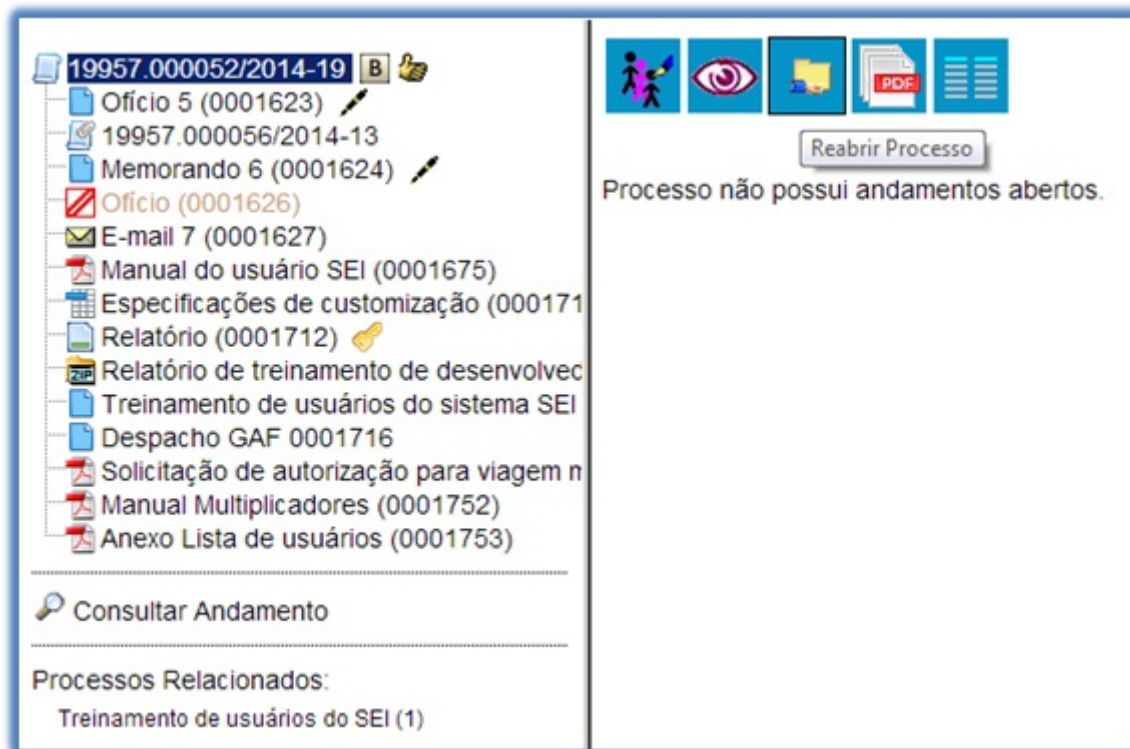 19957.000052/2014-19 B
Ofício 5 (0001623)
19957.000056/2014-13
Memorando 6 (0001624)
Ofício (0001626)
E-mail 7 (0001627)
Manual do usuário SEI (0001675)
Especificações de customização (000171
Relatório (0001712)
ZIP Relatório de treinamento de desenvolved
Treinamento de usuários do sistema SEI
Despacho GAF 0001716
Solicitação de autorização para viagem n
Manual Multiplicadores (0001752)
Anexo Lista de usuários (0001753)
Consultar Andamento
Processos Relacionados:
Treinamento de usuários do SEI (1)
PDF
Reabrir Processo
Processo não possui andamentos abertos.